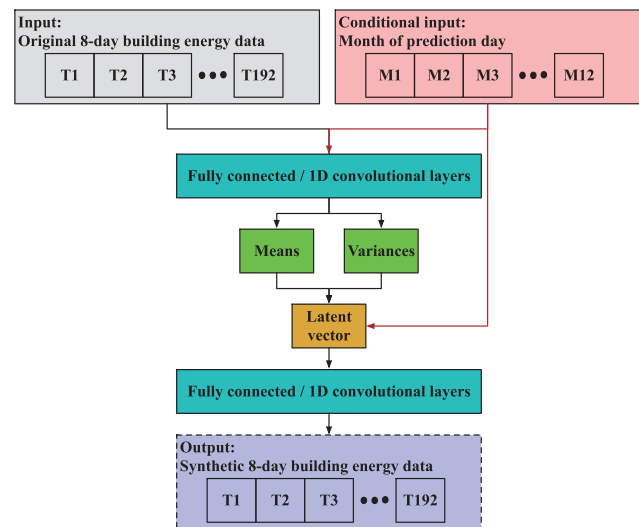 Input:
Original 8-day building energy data
T1 T2 T3 ●●● T192
Conditional input:
Month of prediction day
M1 M2 M3 ●●● M12
Fully connected / 1D convolutional layers
Means
Variances
Latent
vector
Fully connected / 1D convolutional layers
Output:
Synthetic 8-day building energy data
T1 T2 T3 ●●● T192